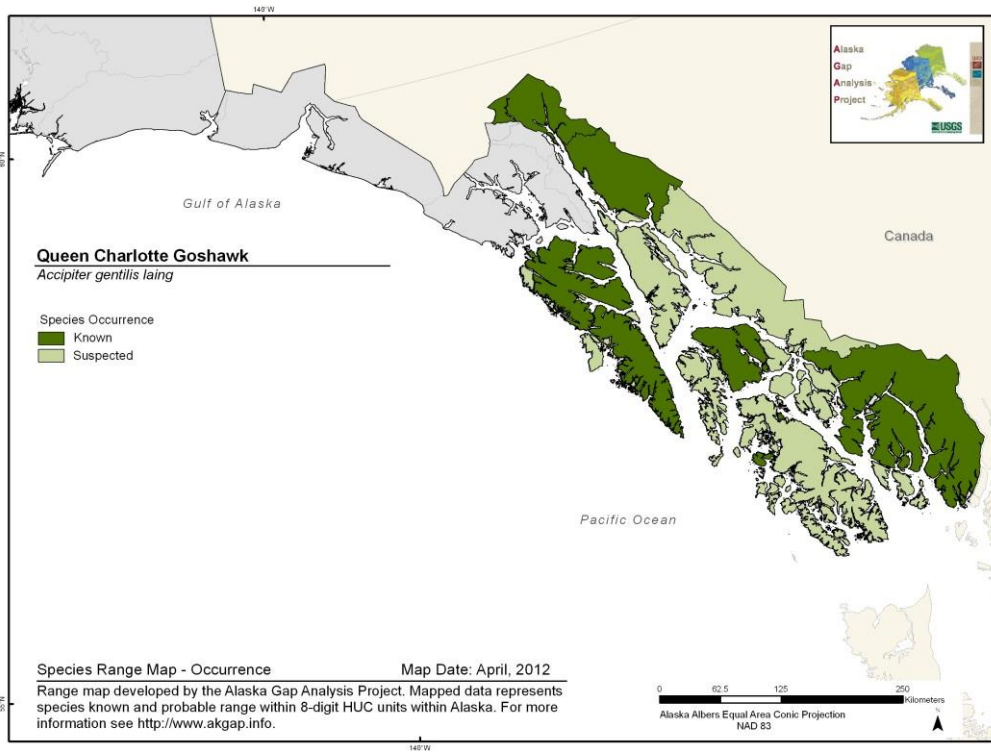 140°W
Alaska
Gap
Analysis
Project
USGS
60°N
Gulf of Alaska
Canada
Queen Charlotte Goshawk
Accipiter gentilis laing
Species Occurrence
Known
Suspected
Pacific Ocean
Species Range Map - Occurrence Map Date: April, 2012
Range map developed by the Alaska Gap Analysis Project. Mapped data represents
species known and probable range within 8-digit HUC units within Alaska. For more
information see http://www.akgap.info.
0 62.5 125 250
Kilometers
Alaska Albers Equal Area Conic Projection
NAD 83
N
55°N
140°W